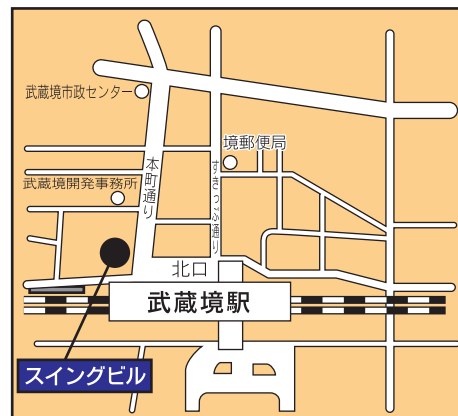 武蔵境市政センター
境郵便局
本町通り
すきっぷ通り
武蔵境開発事務所
北口
武蔵境駅
スイングビル